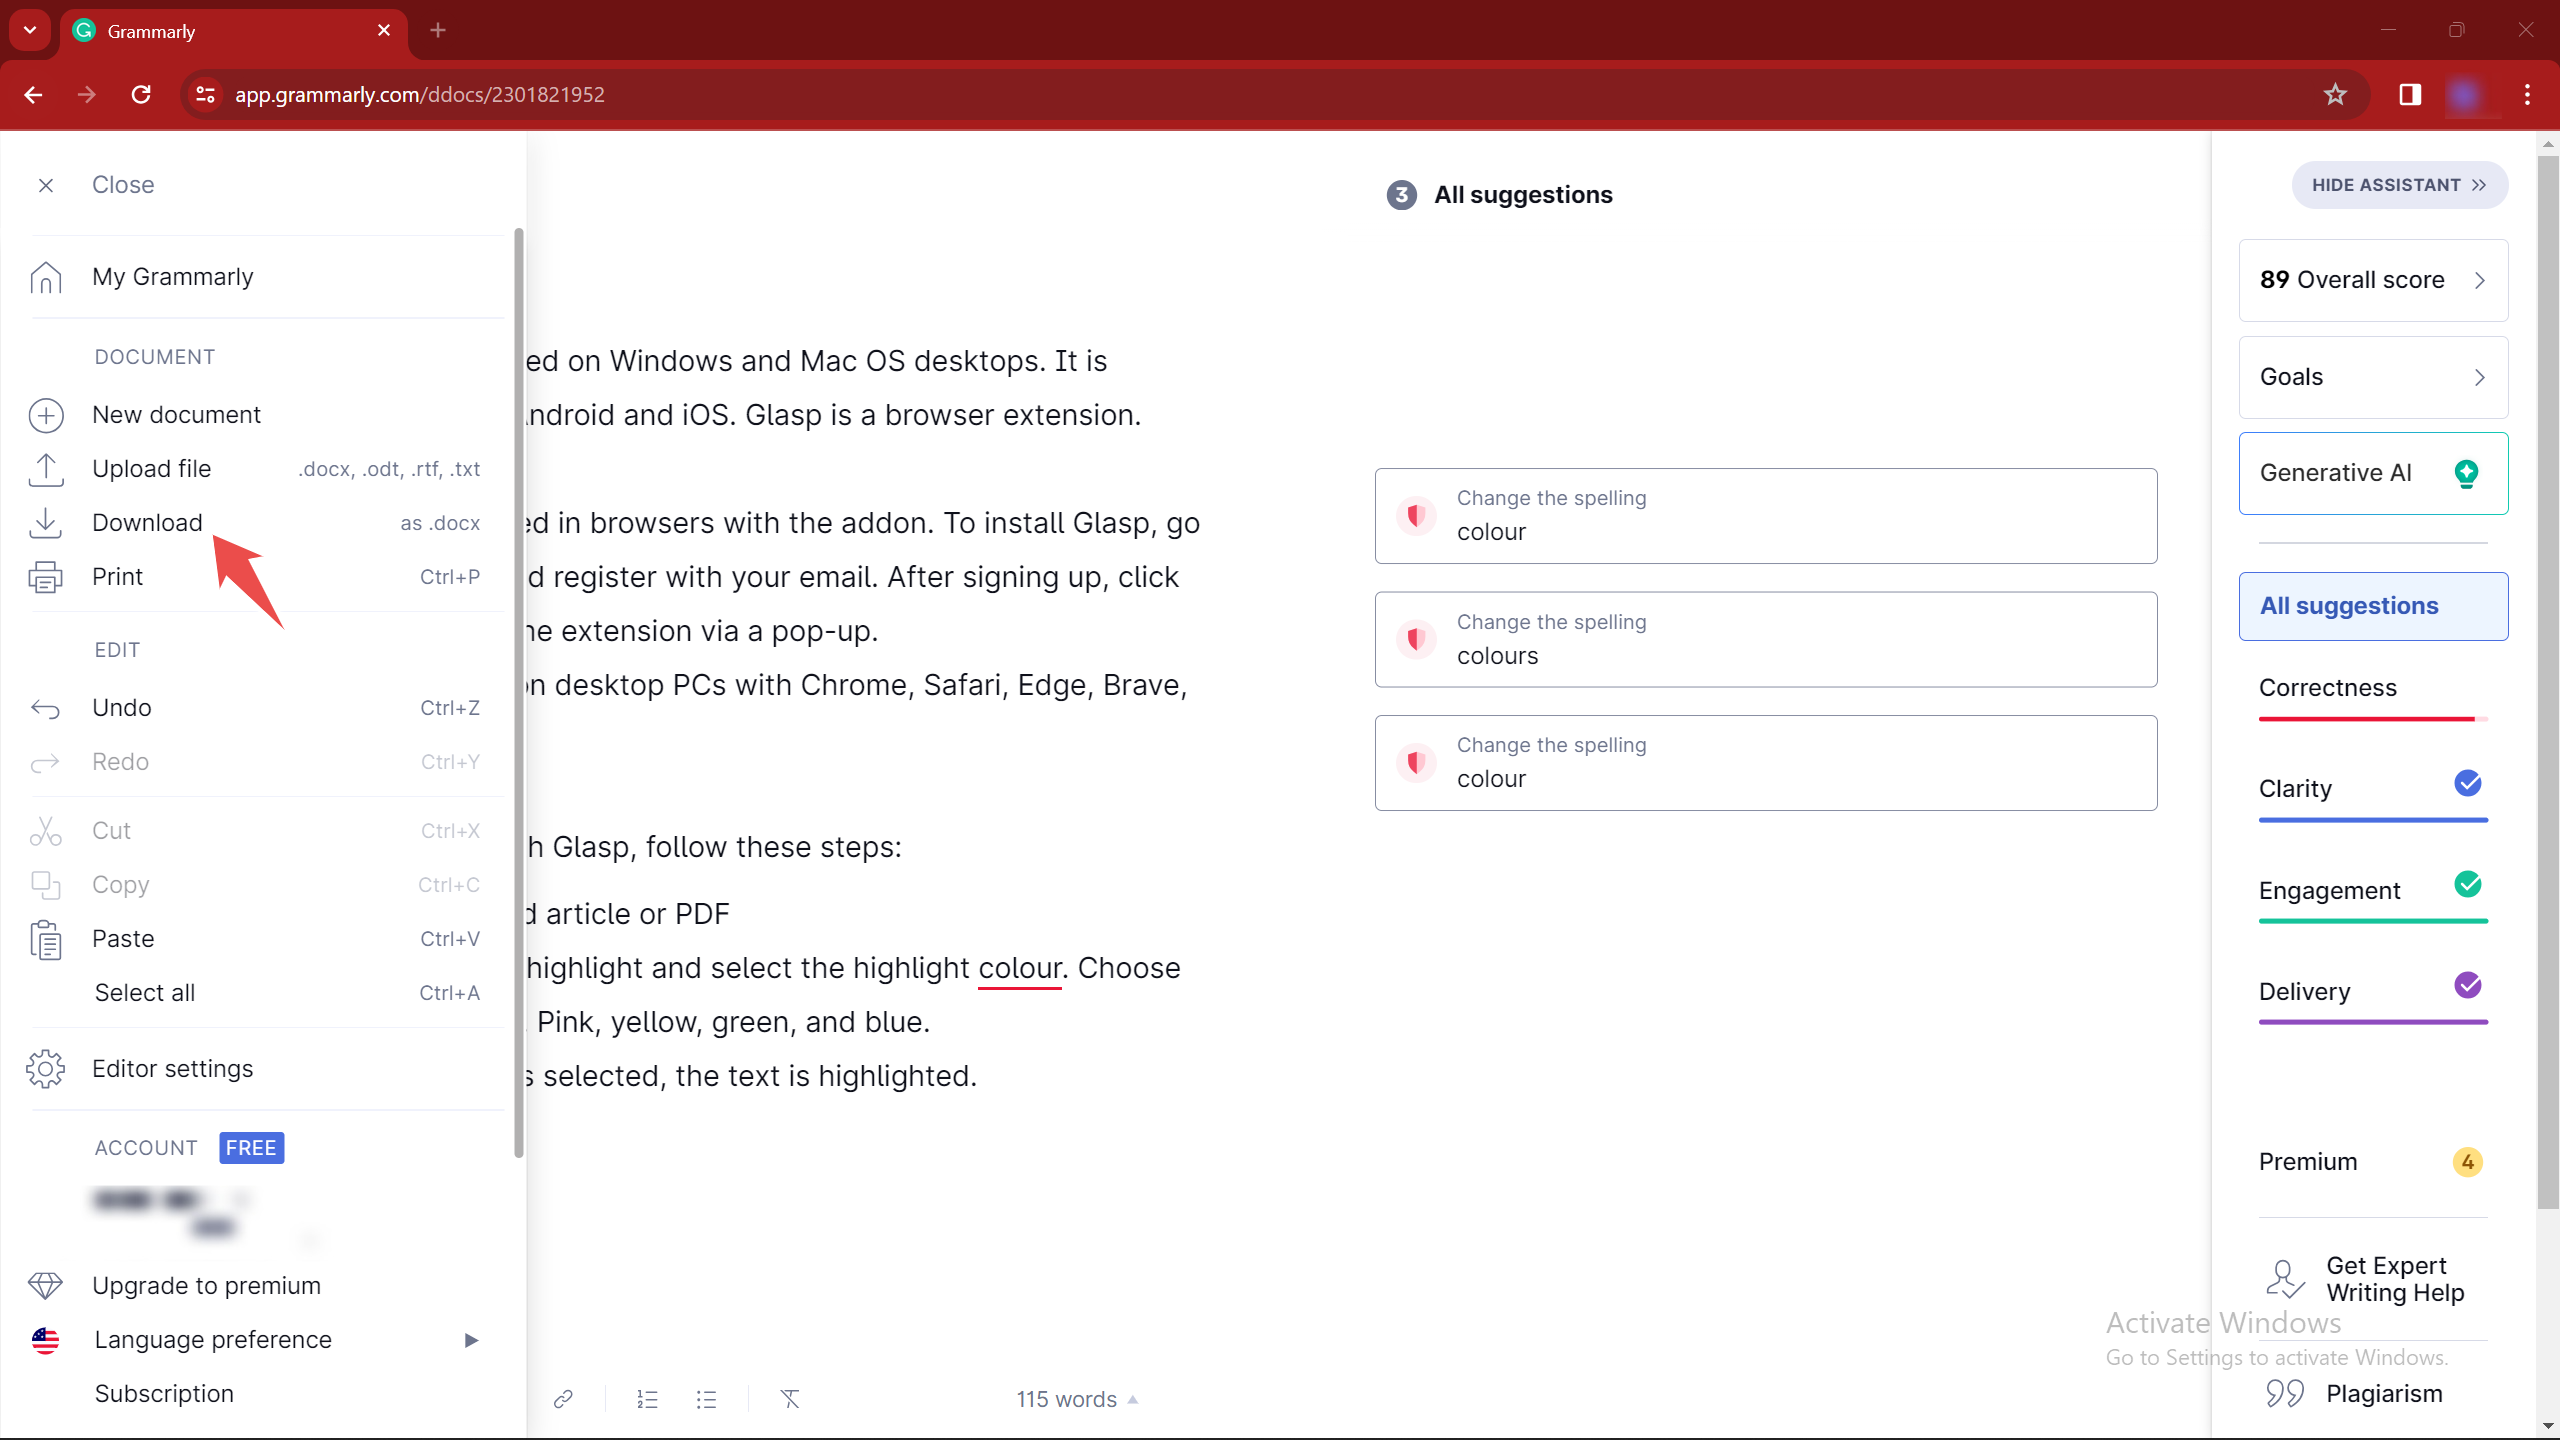 Grammarly
app.grammarly.com/ddocs/2301821952
Close
My Grammarly
DOCUMENT
New document
Upload file .docx, .odt, .rtf, .txt
Download as .docx
Print Ctrl+P
EDIT
Undo Ctrl+Z
Redo Ctrl+Y
Cut Ctrl+X
Copy Ctrl+C
Paste Ctrl+V
Select all Ctrl+A
Editor settings
ACCOUNT FREE
Upgrade to premium
Language preference
Subscription
ed on Windows and Mac OS desktops. It is
ndroid and iOS. Glasp is a browser extension.
ed in browsers with the addon. To install Glasp, go
d register with your email. After signing up, click
he extension via a pop-up.
on desktop PCs with Chrome, Safari, Edge, Brave,
h Glasp, follow these steps:
d article or PDF
highlight and select the highlight colour. Choose
. Pink, yellow, green, and blue.
s selected, the text is highlighted.
115 words
3 All suggestions
Change the spelling
colour
Change the spelling
colours
Change the spelling
colour
HIDE ASSISTANT
89 Overall score
Goals
Generative AI
All suggestions
Correctness
Clarity
Engagement
Delivery
Premium 4
Get Expert
Writing Help
Activate Windows
Go to Settings to activate Windows.
Plagiarism